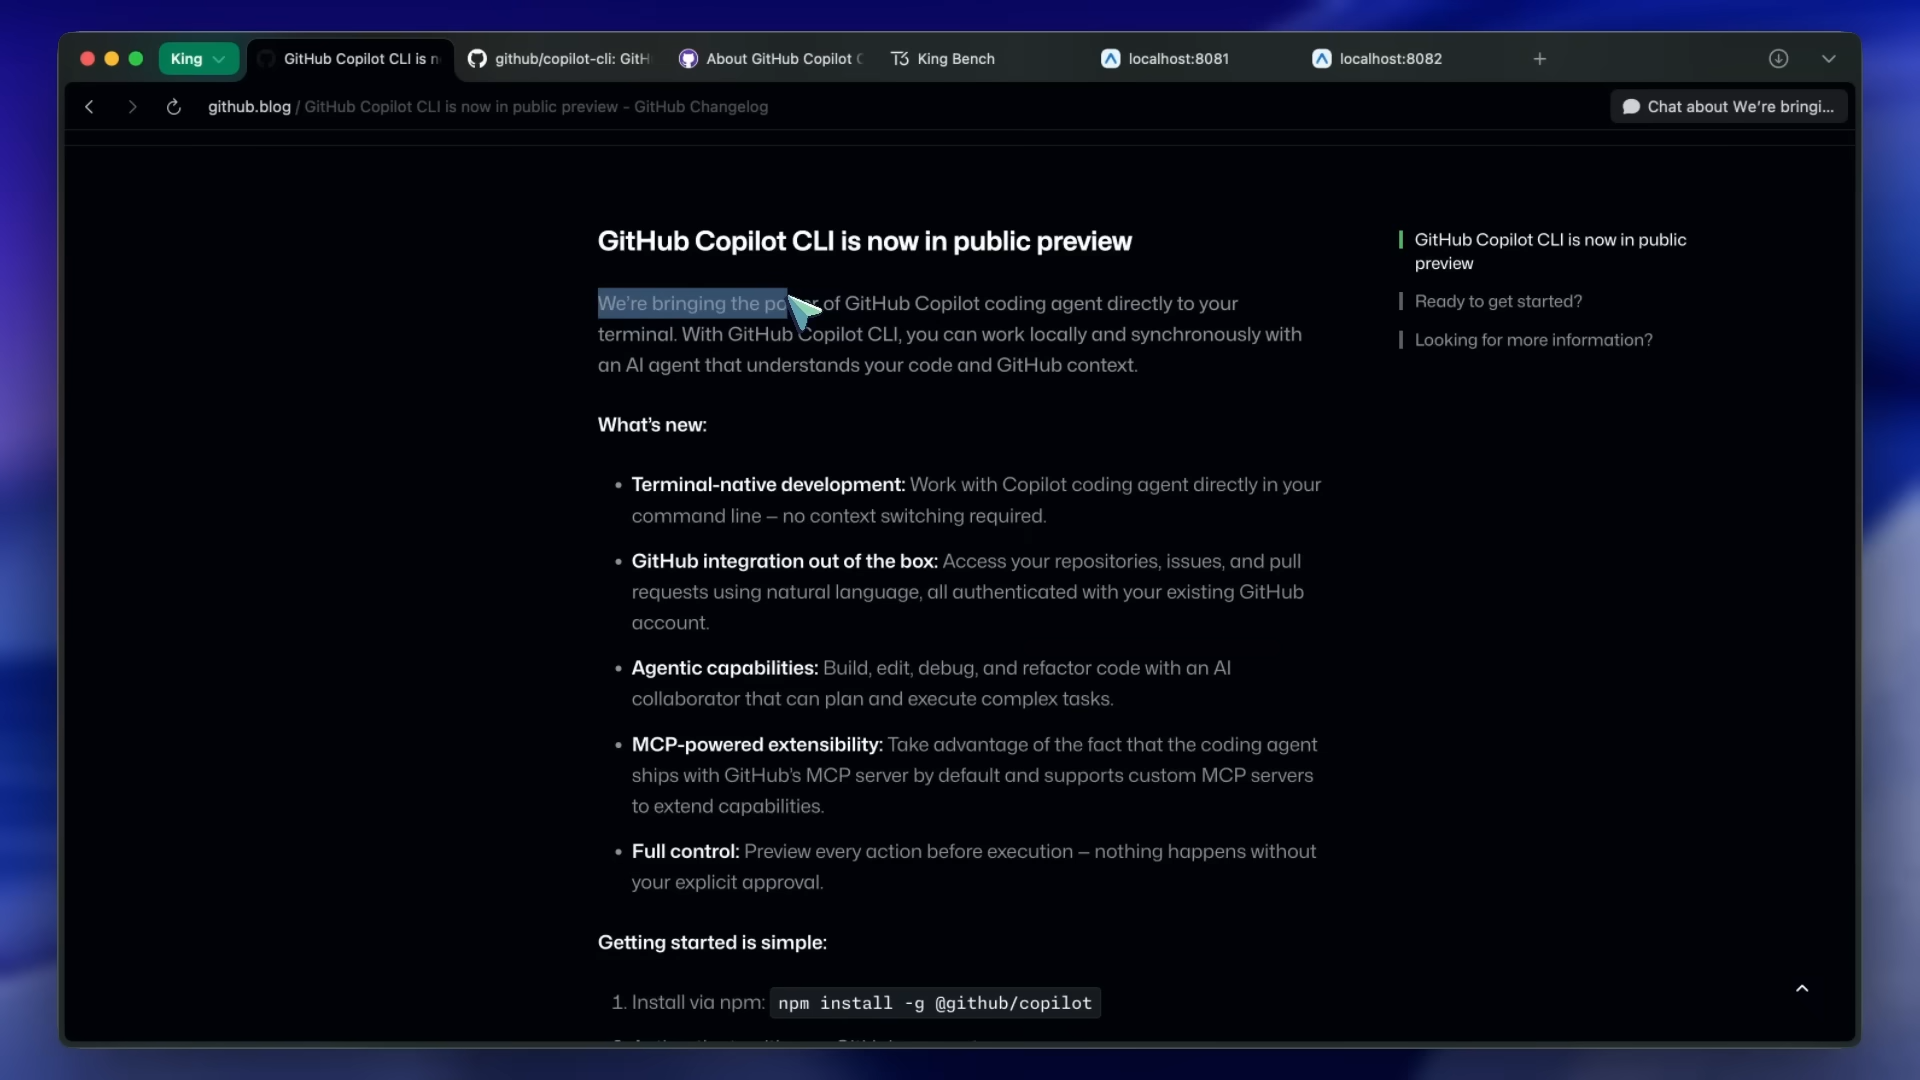 King
GitHub Copilot CLI is n
github/copilot-cli: GitH
About GitHub Copilot C
T3 King Bench
localhost:8081
localhost:8082
github.blog / GitHub Copilot CLI is now in public preview - GitHub Changelog
Chat about We're bringi...
GitHub Copilot CLI is now in public preview
We're bringing the po of GitHub Copilot coding agent directly to your
terminal. With GitHub Copilot CLI, you can work locally and synchronously with
an AI agent that understands your code and GitHub context.
What's new:
• Terminal-native development: Work with Copilot coding agent directly in your
command line – no context switching required.
• GitHub integration out of the box: Access your repositories, issues, and pull
requests using natural language, all authenticated with your existing GitHub
account.
• Agentic capabilities: Build, edit, debug, and refactor code with an AI
collaborator that can plan and execute complex tasks.
• MCP-powered extensibility: Take advantage of the fact that the coding agent
ships with GitHub's MCP server by default and supports custom MCP servers
to extend capabilities.
• Full control: Preview every action before execution – nothing happens without
your explicit approval.
Getting started is simple:
1. Install via npm: npm install -g @github/copilot
GitHub Copilot CLI is now in public
preview
Ready to get started?
Looking for more information?